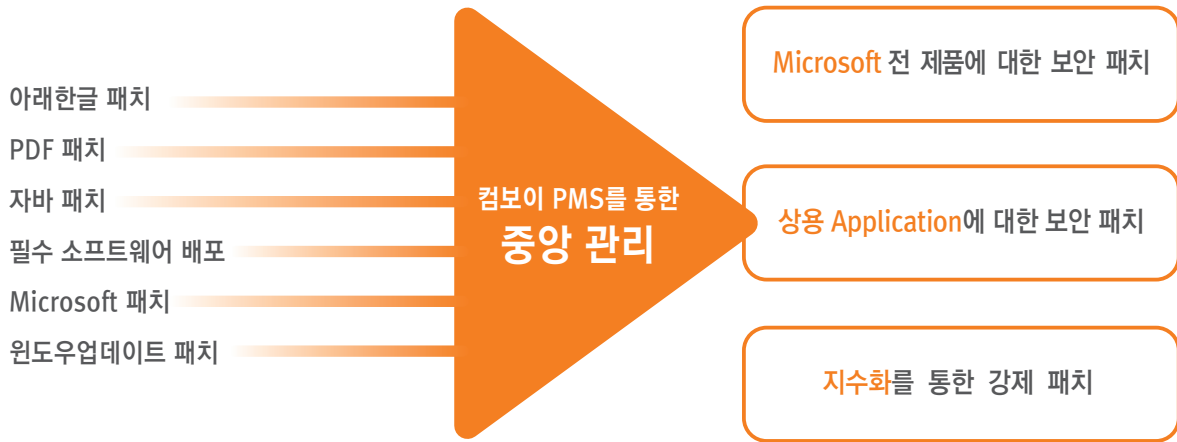 아래한글 패치
PDF 패치
자바 패치
필수 소프트웨어 배포
Microsoft 패치
윈도우업데이트 패치
컴보이 PMS를 통한
중앙 관리
Microsoft 전 제품에 대한 보안 패치
상용 Application에 대한 보안 패치
지수화를 통한 강제 패치